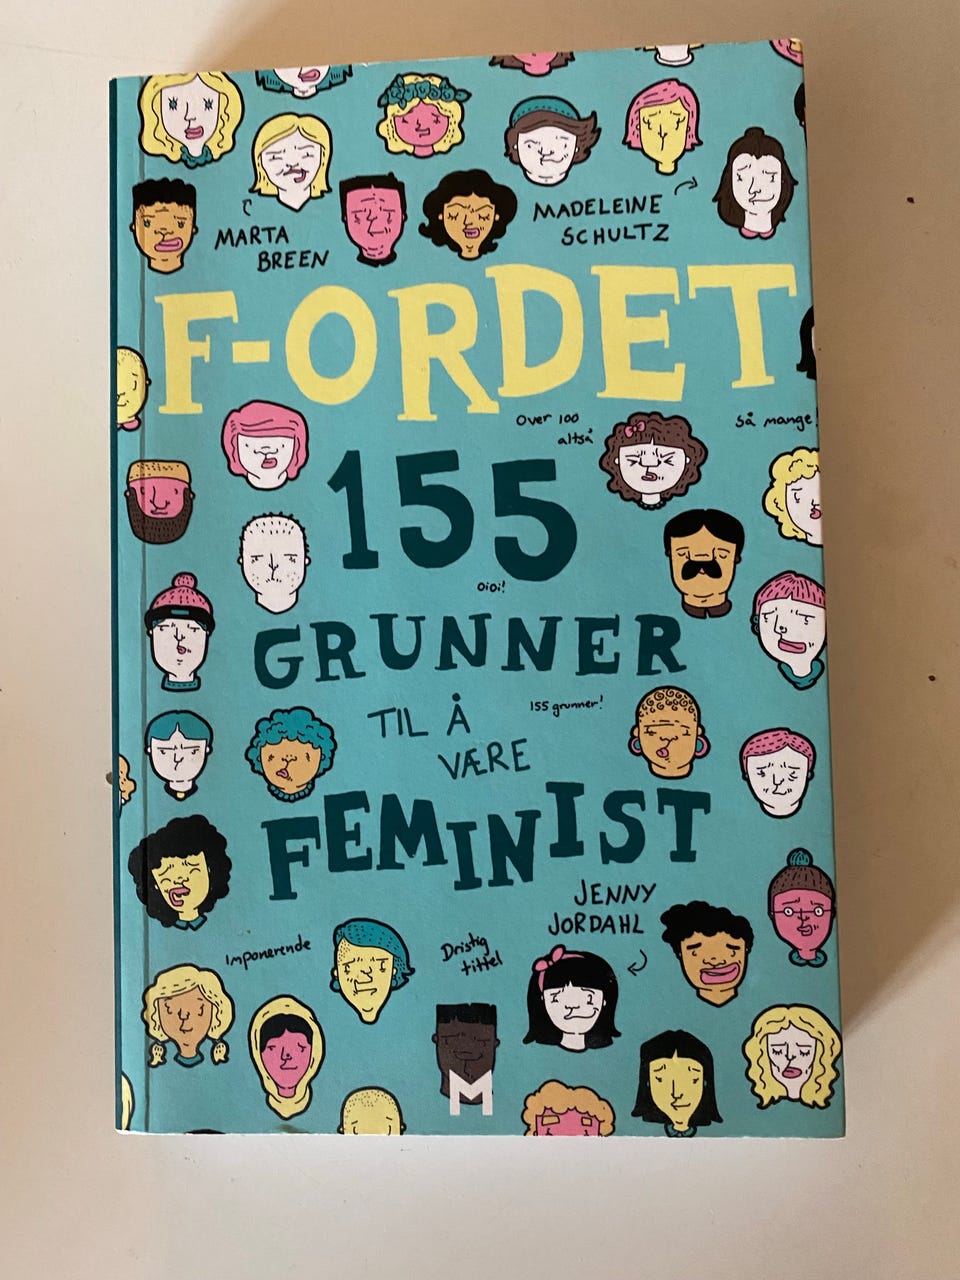 MARTA
BREEN
MADELEINE
SCHULTZ
F-ORDET
Over 100
altså
Så mange!
155
oioi!
GRUNNER
TIL Å
155 grunner!
VÆRE
FEMINIST
JENNY
JORDAHL
Imponerende
Dristig
tittel
M